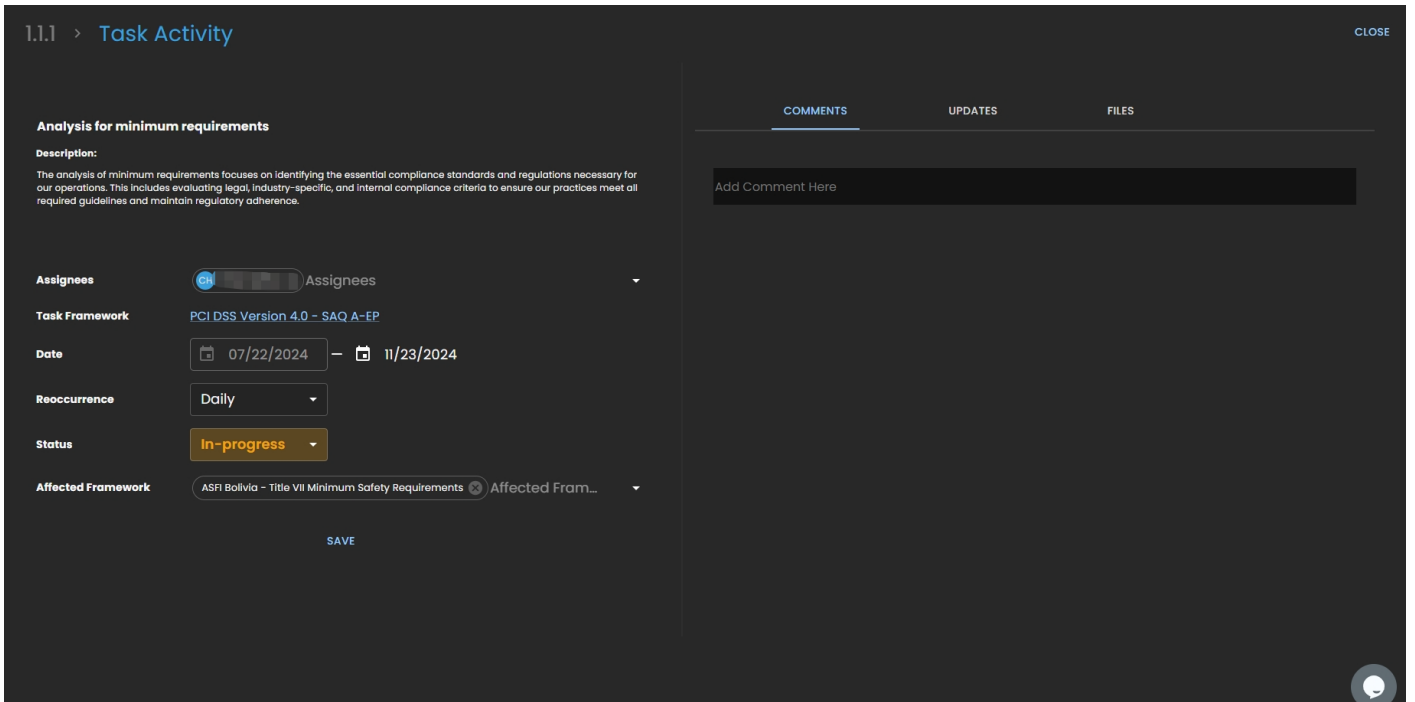 1.1.1 > Task Activity
CLOSE
Analysis for minimum requirements
Description:
The analysis of minimum requirements focuses on identifying the essential compliance standards and regulations necessary for
our operations. This includes evaluating legal, industry-specific, and internal compliance criteria to ensure our practices meet all
required guidelines and maintain regulatory adherence.
Assignees
CH
Assignees
Task Framework
PCI DSS Version 4.0 - SAQ A-EP
Date
07/22/2024 – 11/23/2024
Reoccurrence
Daily
Status
In-progress
Affected Framework
ASFI Bolivia - Title VII Minimum Safety Requirements
Affected Fram...
SAVE
COMMENTS
UPDATES
FILES
Add Comment Here